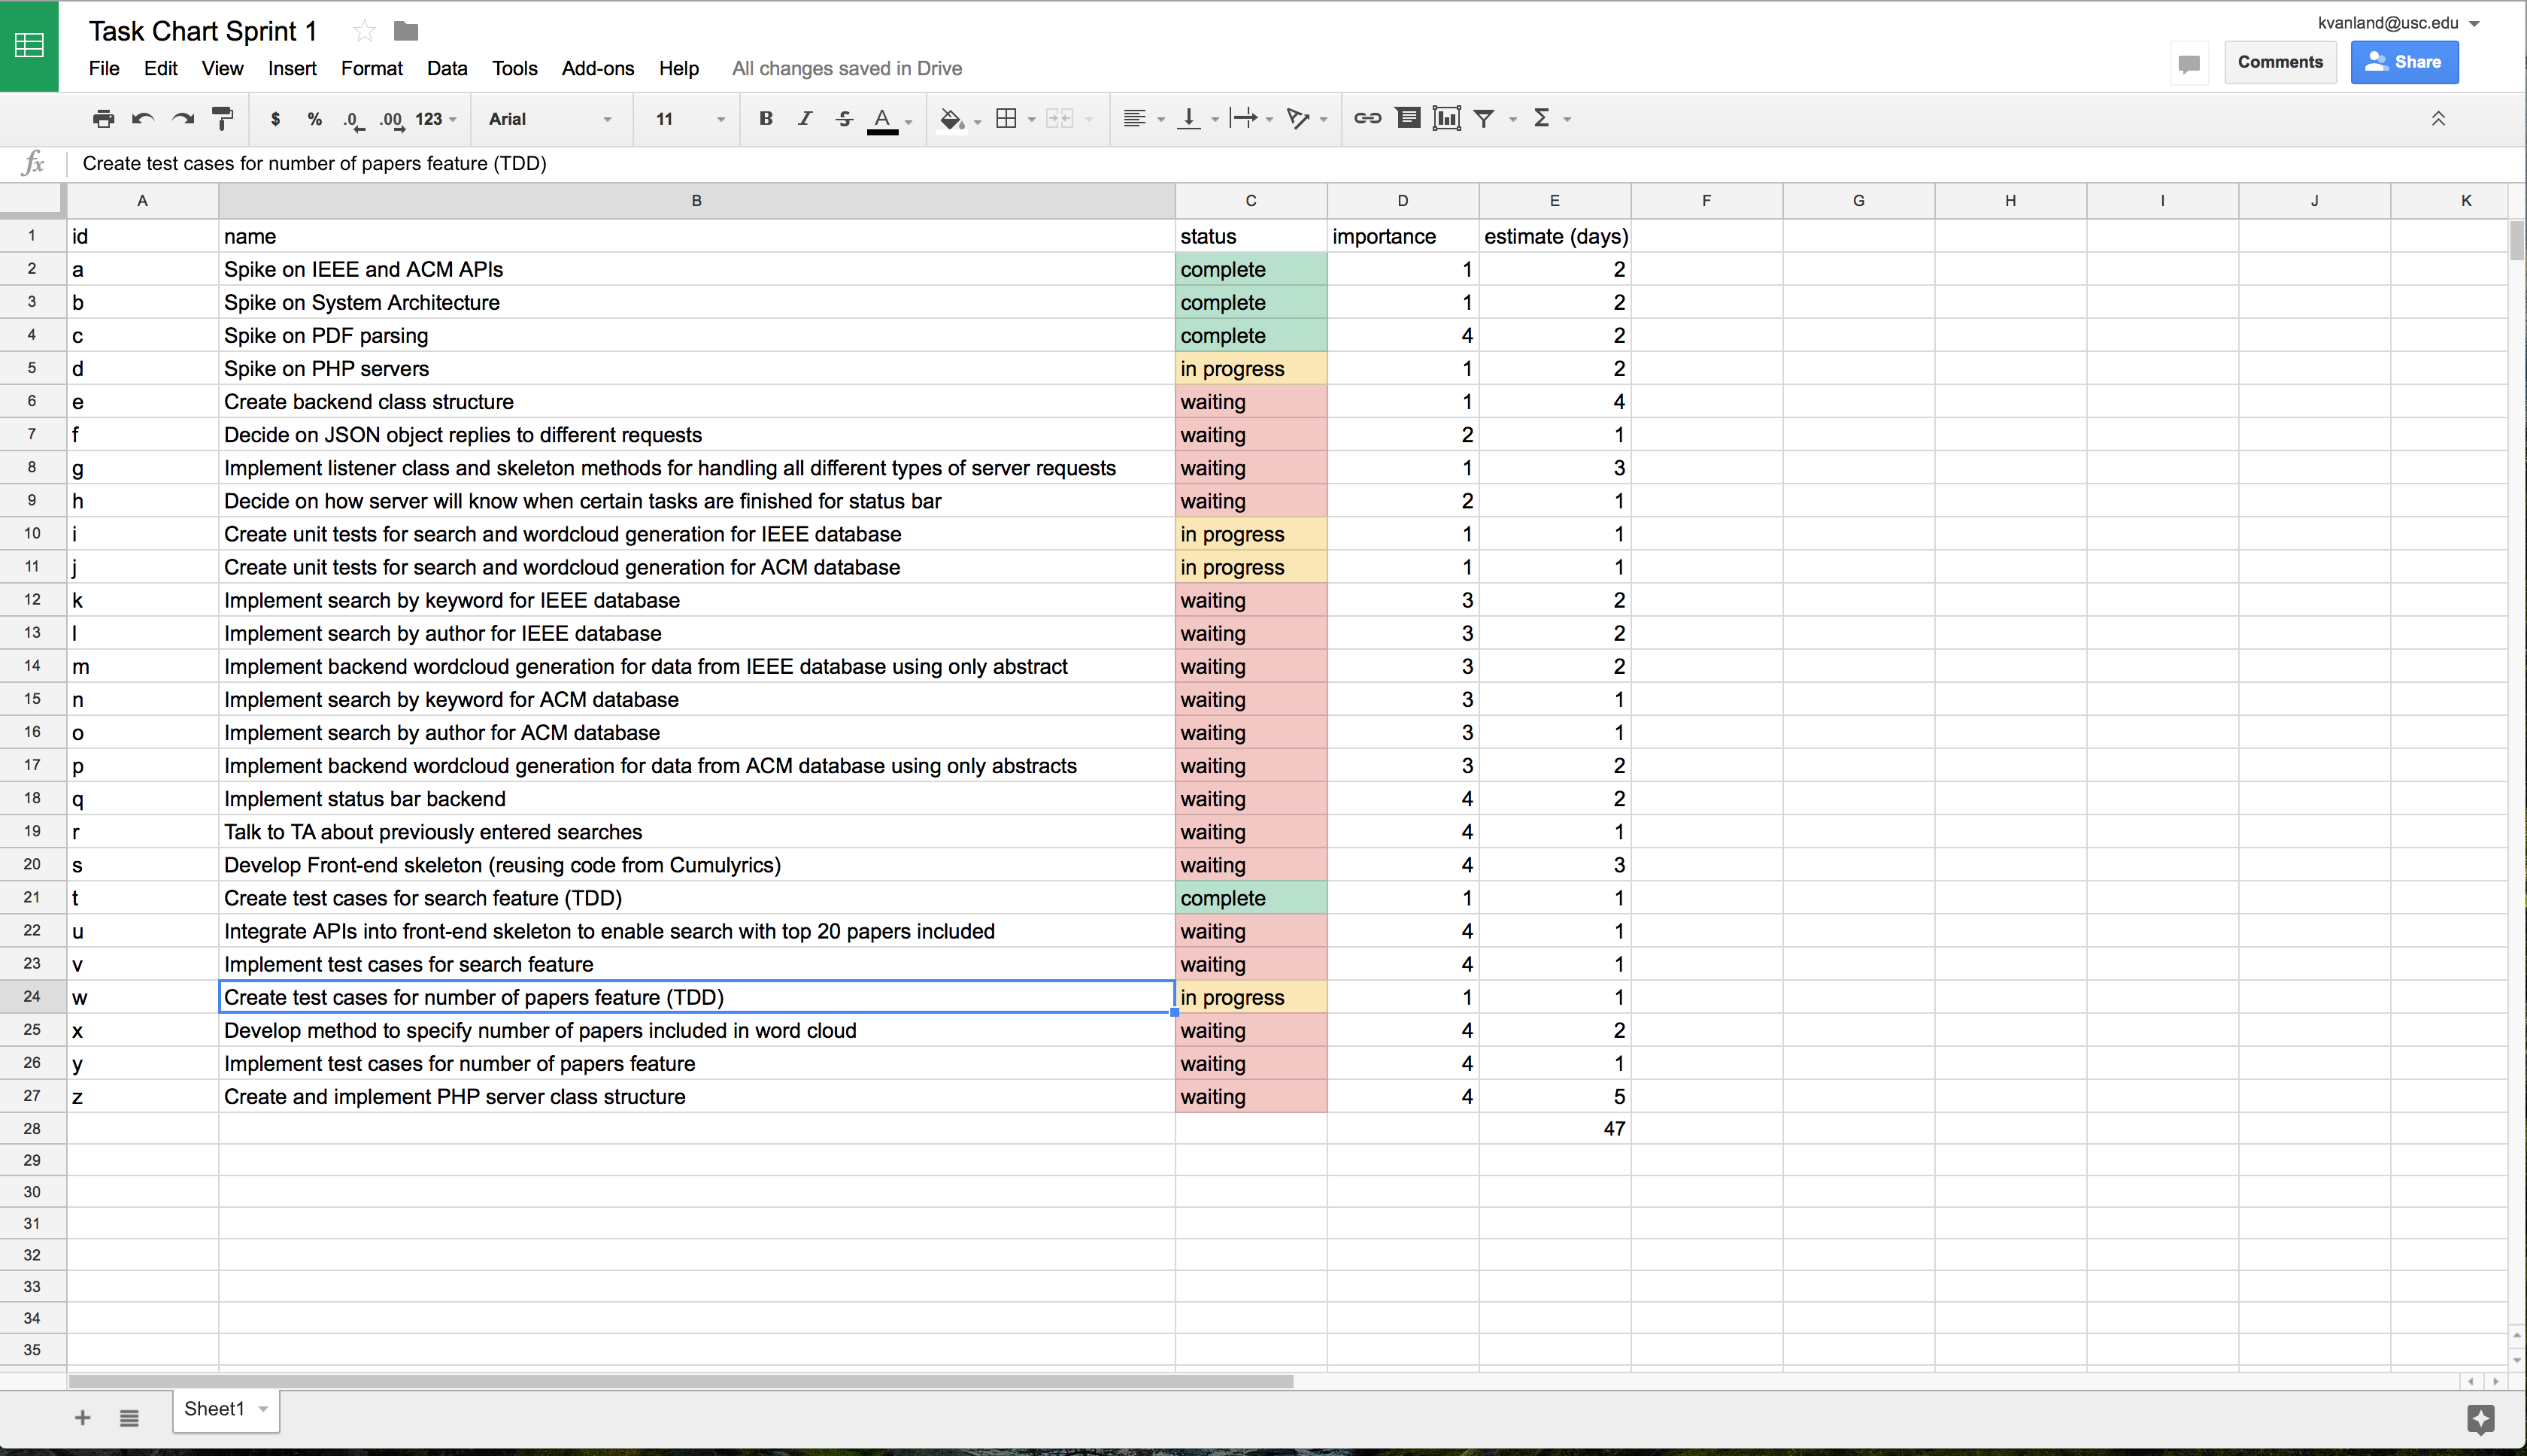 Task Chart Sprint 1
kvanland@usc.edu
File Edit View Insert Format Data Tools Add-ons Help All changes saved in Drive
Comments Share
$ % .0 .00 123 Arial 11 B I S A Σ
fx Create test cases for number of papers feature (TDD)
A B C D E F G H I J K
1 id name status importance estimate (days)
2 a Spike on IEEE and ACM APIs complete 1 2
3 b Spike on System Architecture complete 1 2
4 c Spike on PDF parsing complete 4 2
5 d Spike on PHP servers in progress 1 2
6 e Create backend class structure waiting 1 4
7 f Decide on JSON object replies to different requests waiting 2 1
8 g Implement listener class and skeleton methods for handling all different types of server requests waiting 1 3
9 h Decide on how server will know when certain tasks are finished for status bar waiting 2 1
10 i Create unit tests for search and wordcloud generation for IEEE database in progress 1 1
11 j Create unit tests for search and wordcloud generation for ACM database in progress 1 1
12 k Implement search by keyword for IEEE database waiting 3 2
13 l Implement search by author for IEEE database waiting 3 2
14 m Implement backend wordcloud generation for data from IEEE database using only abstract waiting 3 2
15 n Implement search by keyword for ACM database waiting 3 1
16 o Implement search by author for ACM database waiting 3 1
17 p Implement backend wordcloud generation for data from ACM database using only abstracts waiting 3 2
18 q Implement status bar backend waiting 4 2
19 r Talk to TA about previously entered searches waiting 4 1
20 s Develop Front-end skeleton (reusing code from Cumulyrics) waiting 4 3
21 t Create test cases for search feature (TDD) complete 1 1
22 u Integrate APIs into front-end skeleton to enable search with top 20 papers included waiting 4 1
23 v Implement test cases for search feature waiting 4 1
24 w Create test cases for number of papers feature (TDD) in progress 1 1
25 x Develop method to specify number of papers included in word cloud waiting 4 2
26 y Implement test cases for number of papers feature waiting 4 1
27 z Create and implement PHP server class structure waiting 4 5
28 47
29
30
31
32
33
34
35
Sheet1